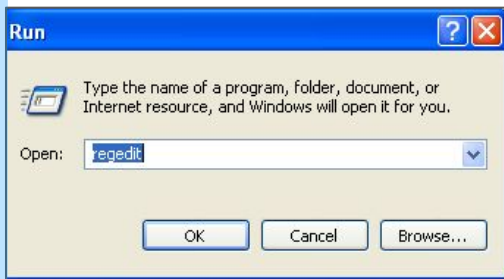 Run
Type the name of a program, folder, document, or
Internet resource, and Windows will open it for you.
Open: regedit
OK Cancel Browse...